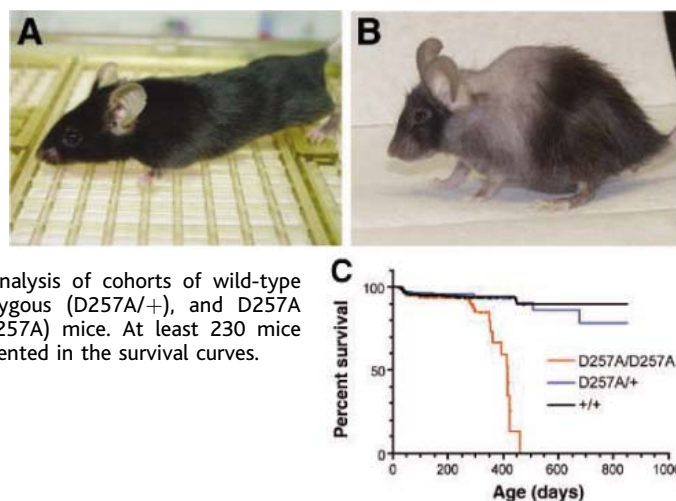 A
B
nalysis of cohorts of wild-type
ygous (D257A/+), and D257A
257A) mice. At least 230 mice
ented in the survival curves.
C
Percent survival
100
50
0
D257A/D257A
D257A/+
+/+
0 200 400 600 800 1000
Age (days)